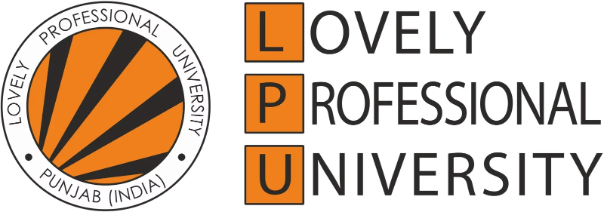 LOVELY PROFESSIONAL UNIVERSITY
• PUNJAB (INDIA) •
LOVELY
PROFESSIONAL
UNIVERSITY